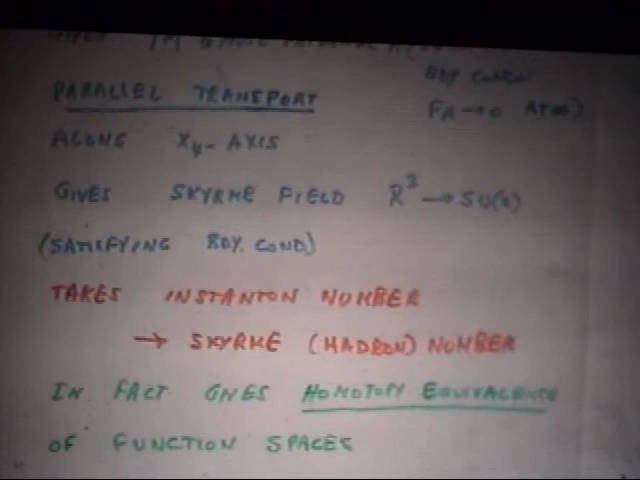 BDY COND
PARALLEL TRANSPORT
FA → 0 AT ∞)
ALONG X4-AXIS
GIVES SKYRME FIELD R³ → SU(2)
(SATISFYING BDY. COND)
TAKES INSTANTON NUMBER
→ SKYRME (HADRON) NUMBER
IN FACT GIVES HOMOTOPY EQUIVALENCE
OF FUNCTION SPACES